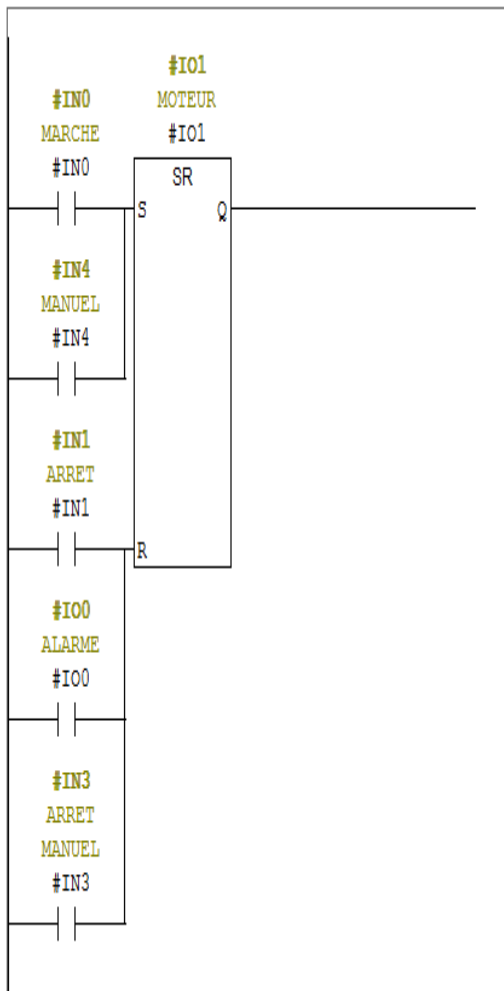 #IO1
MOTEUR
#IO1
#IN0
MARCHE
#IN0
SR
S Q
#IN4
MANUEL
#IN4
#IN1
ARRET
#IN1
R
#IO0
ALARME
#IO0
#IN3
ARRET
MANUEL
#IN3